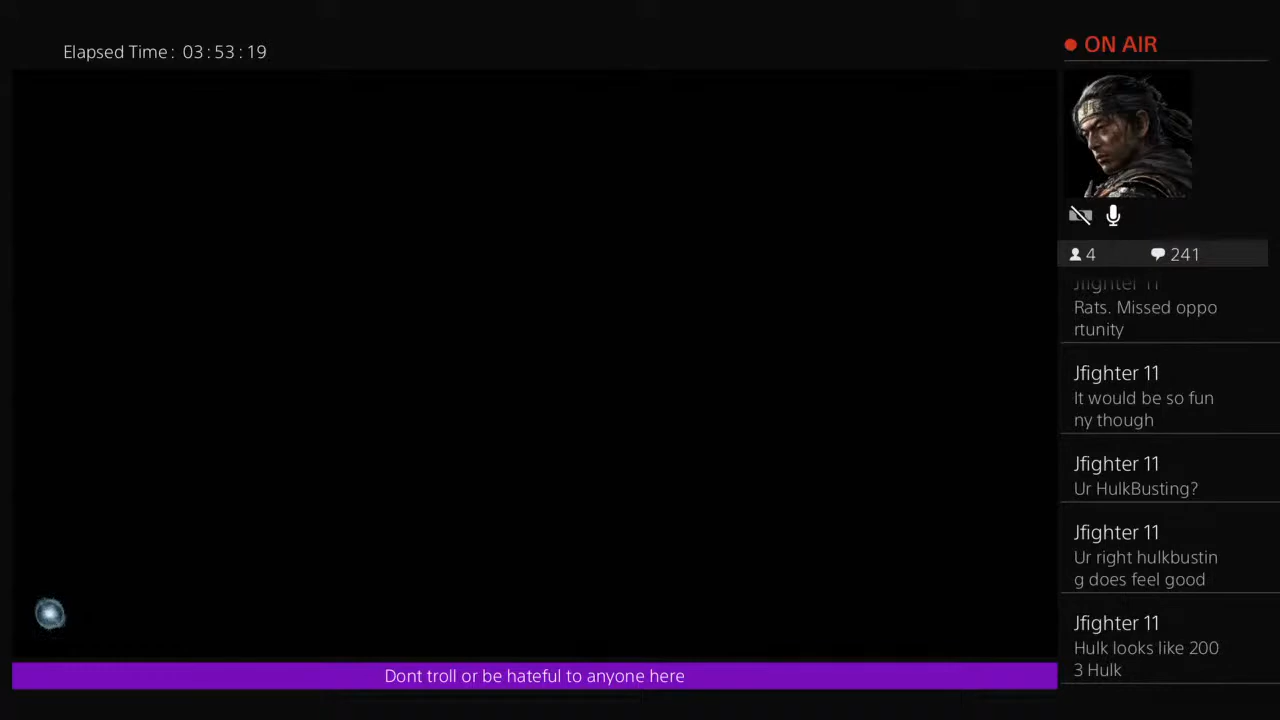 Elapsed Time: 03:53:19
ON AIR
4
241
Jfighter 11
Rats. Missed oppo
rtunity
Jfighter 11
It would be so fun
ny though
Jfighter 11
Ur HulkBusting?
Jfighter 11
Ur right hulkbustin
g does feel good
Jfighter 11
Hulk looks like 200
3 Hulk
Dont troll or be hateful to anyone here